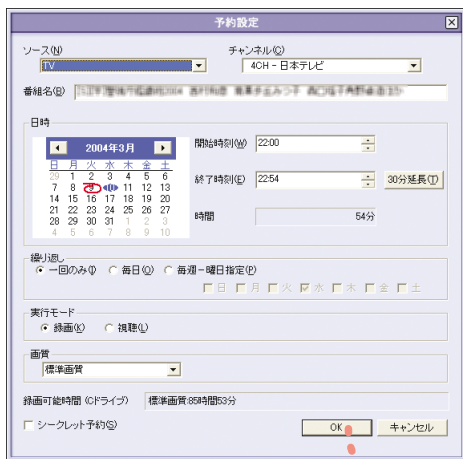 予約設定
ソース(N)
チャンネル(C)
TV
4CH - 日本テレビ
番組名(B)
日時
2004年3月
日 月 火 水 木 金 土
29 1 2 3 4 5 6
7 8 9 10 11 12 13
14 15 16 17 18 19 20
21 22 23 24 25 26 27
28 29 30 31 1 2 3
4 5 6 7 8 9 10
開始時刻(W) 22:00
終了時刻(E) 22:54 30分延長(T)
時間 54分
繰り返し
一回のみ(I) 毎日(Q) 毎週-曜日指定(P)
日 月 火 水 木 金 土
実行モード
録画(K) 視聴(L)
画質
標準画質
録画可能時間 (Cドライブ) 標準画質:85時間53分
シークレット予約(S)
OK キャンセル